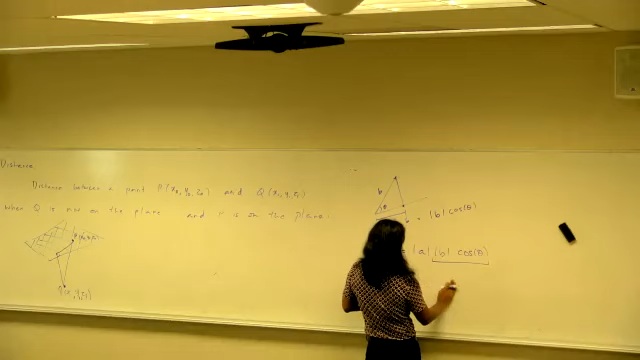 Distance.
Distance between a point P(x₀, y₀, z₀) and Q(x₁, y₁, z₁)
when Q is not on the plane and P is on the plane.
b
θ
= |b| cos(θ)
= |a| |b| cos(θ)